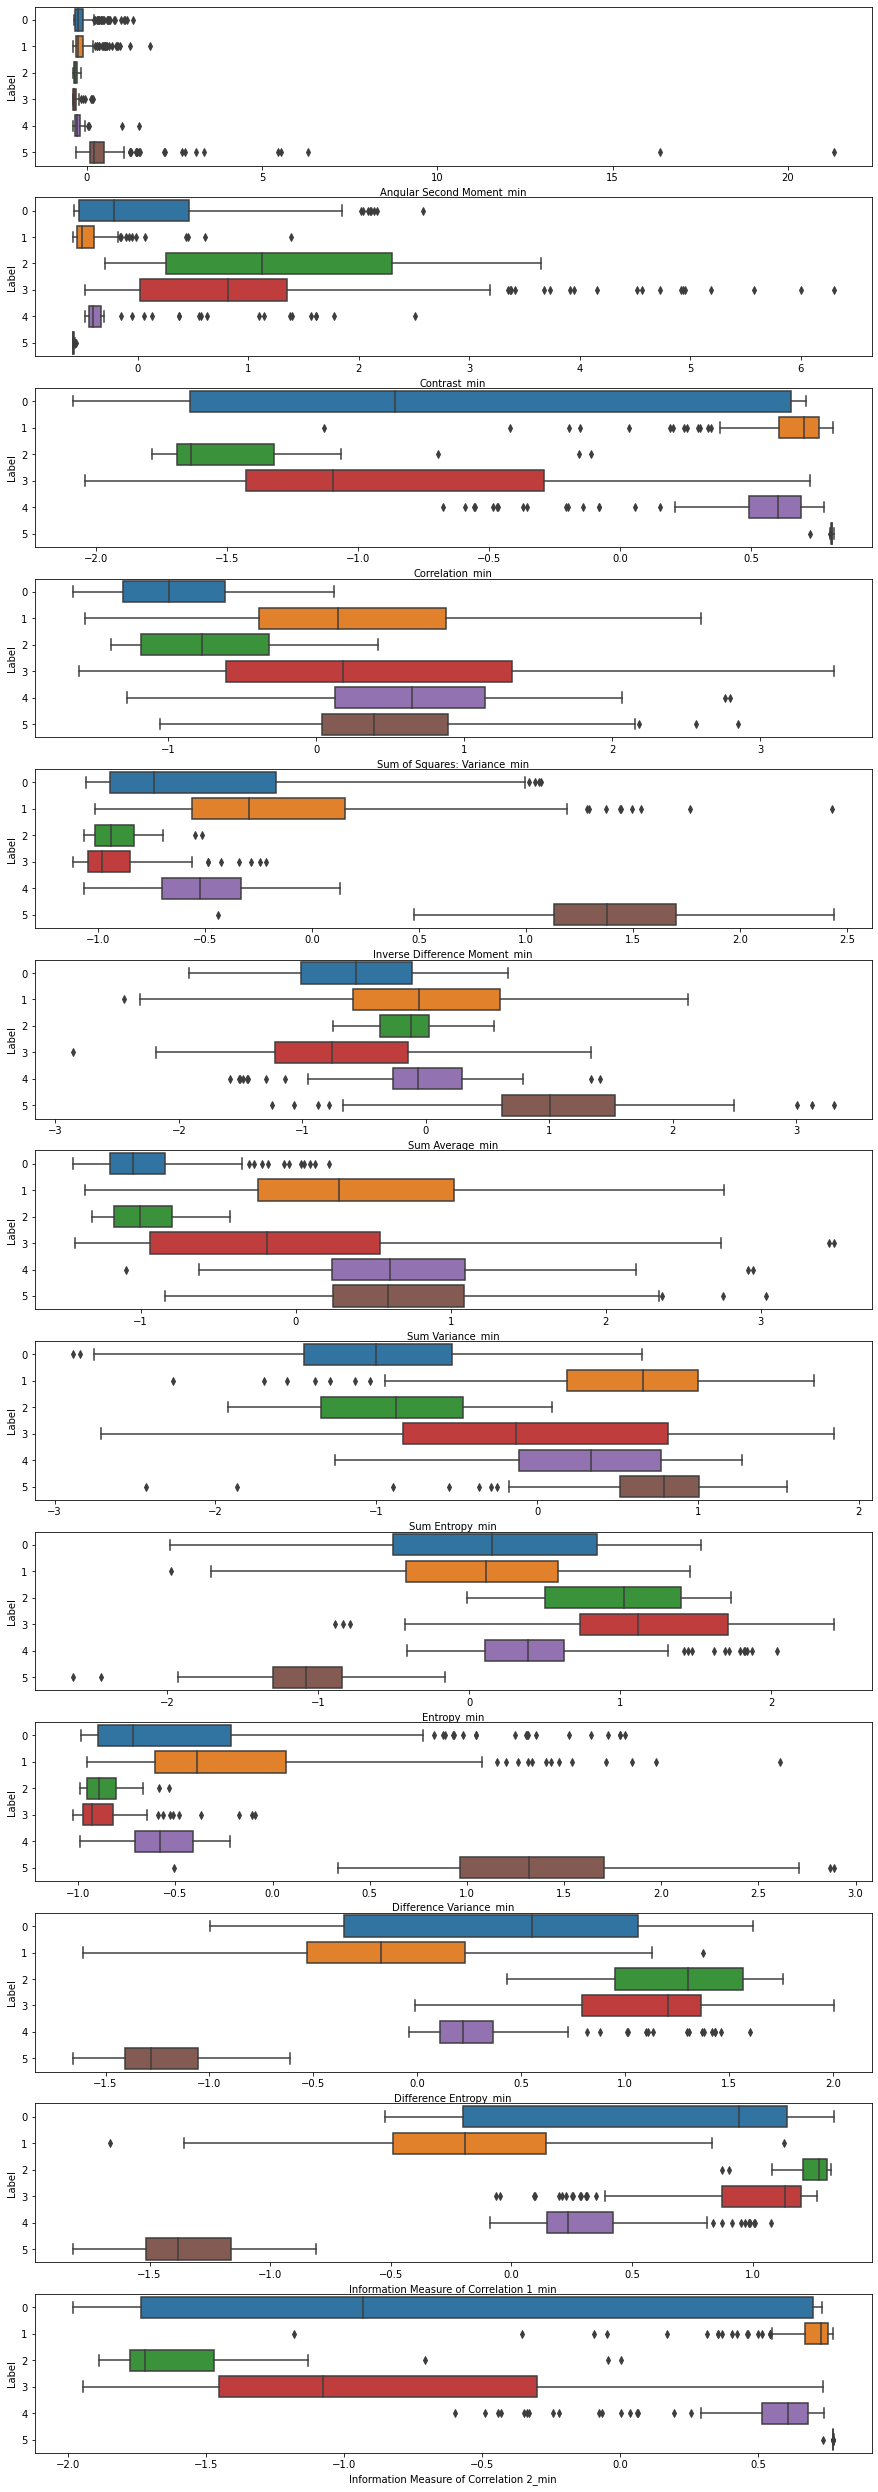 Label
0
1
2
3
4
5
0 5 10 15 20
Angular Second Moment_min
Label
0
1
2
3
4
5
0 1 2 3 4 5 6
Contrast_min
Label
0
1
2
3
4
5
−2.0 −1.5 −1.0 −0.5 0.0 0.5
Correlation_min
Label
0
1
2
3
4
5
−1 0 1 2 3
Sum of Squares: Variance_min
Label
0
1
2
3
4
5
−1.0 −0.5 0.0 0.5 1.0 1.5 2.0 2.5
Inverse Difference Moment_min
Label
0
1
2
3
4
5
−3 −2 −1 0 1 2 3
Sum Average_min
Label
0
1
2
3
4
5
−1 0 1 2 3
Sum Variance_min
Label
0
1
2
3
4
5
−3 −2 −1 0 1 2
Sum Entropy_min
Label
0
1
2
3
4
5
−2 −1 0 1 2
Entropy_min
Label
0
1
2
3
4
5
−1.0 −0.5 0.0 0.5 1.0 1.5 2.0 2.5 3.0
Difference Variance_min
Label
0
1
2
3
4
5
−1.5 −1.0 −0.5 0.0 0.5 1.0 1.5 2.0
Difference Entropy_min
Label
0
1
2
3
4
5
−1.5 −1.0 −0.5 0.0 0.5 1.0
Information Measure of Correlation 1_min
Label
0
1
2
3
4
5
−2.0 −1.5 −1.0 −0.5 0.0 0.5
Information Measure of Correlation 2_min